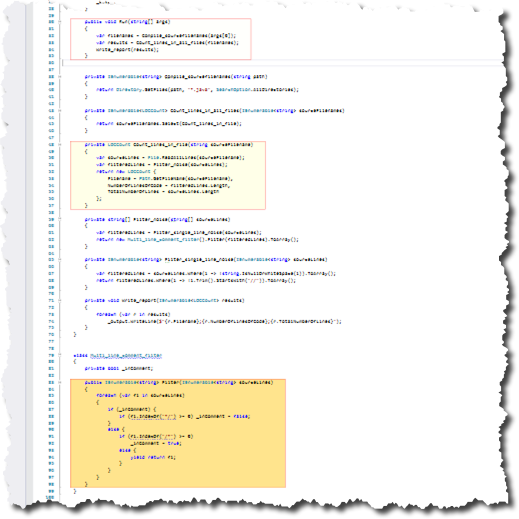 public void Run(string[] args)
{
var filenames = Compile_sourcefilenames(args[0]);
var results = Count_lines_in_all_files(filenames);
Write_report(results);
}
private IEnumerable<string> Compile_sourcefilenames(string path)
{
return Directory.GetFiles(path, "*.java", SearchOption.AllDirectories);
}
private IEnumerable<LOCCount> Count_lines_in_all_files(IEnumerable<string> sourceFilenames)
{
return sourceFilenames.Select(Count_lines_in_file);
}
private LOCCount Count_lines_in_file(string sourceFilename)
{
var sourceLines = File.ReadAllLines(sourceFilename);
var filteredLines = Filter_noise(sourceLines);
return new LOCCount {
Filename = Path.GetFileName(sourceFilename),
NumberOfLinesOfCode = filteredLines.Length,
TotalNumberOfLines = sourceLines.Length
};
}
private string[] Filter_noise(string[] sourceLines)
{
var filteredLines = Filter_single_line_noise(sourceLines);
return new Multi_line_comment_filter().Filter(filteredLines).ToArray();
}
private IEnumerable<string> Filter_single_line_noise(IEnumerable<string> sourceLines)
{
var filteredLines = sourceLines.Where(l => !string.IsNullOrWhiteSpace(l)).ToArray();
return filteredLines.Where(l => !l.Trim().StartsWith("//")).ToArray();
}
private void Write_report(IEnumerable<LOCCount> results)
{
foreach (var r in results)
_output.WriteLine($"{r.Filename};{r.NumberOfLinesOfCode};{r.TotalNumberOfLines}");
}
}
class Multi_line_comment_filter
{
private bool _inComment;
public IEnumerable<string> Filter(IEnumerable<string> sourceLines)
{
foreach (var fl in sourceLines)
{
if (_inComment) {
if (fl.IndexOf("*/") >= 0) _inComment = false;
}
else {
if (fl.IndexOf("/*") >= 0)
_inComment = true;
else {
yield return fl;
}
}
}
}
}